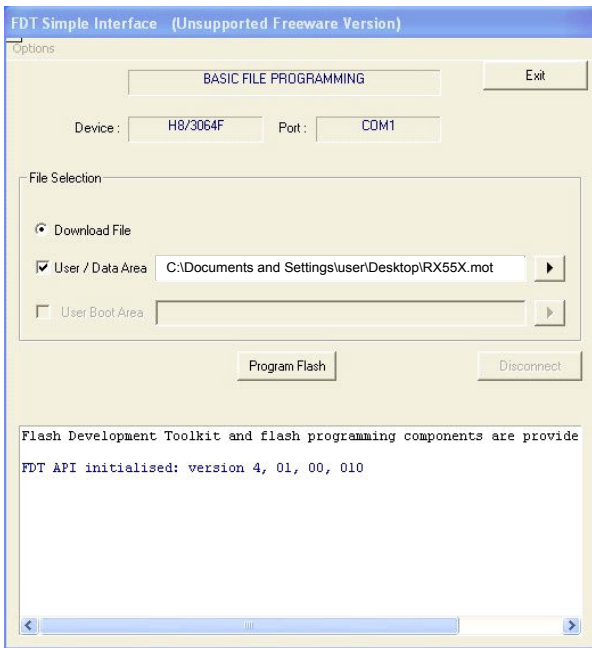 FDT Simple Interface (Unsupported Freeware Version)
Options
BASIC FILE PROGRAMMING
Exit
Device : H8/3064F Port : COM1
File Selection
Download File
User / Data Area C:\Documents and Settings\user\Desktop\RX55X.mot
User Boot Area
Program Flash Disconnect
Flash Development Toolkit and flash programming components are provide
FDT API initialised: version 4, 01, 00, 010